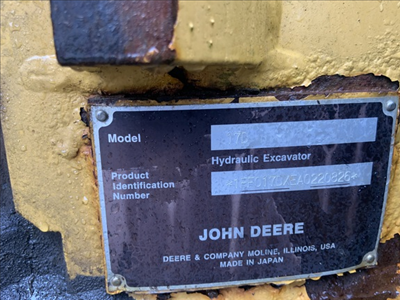 Model
Hydraulic Excavator
Product
Identification
Number
JOHN DEERE
DEERE & COMPANY MOLINE, ILLINOIS, USA
MADE IN JAPAN